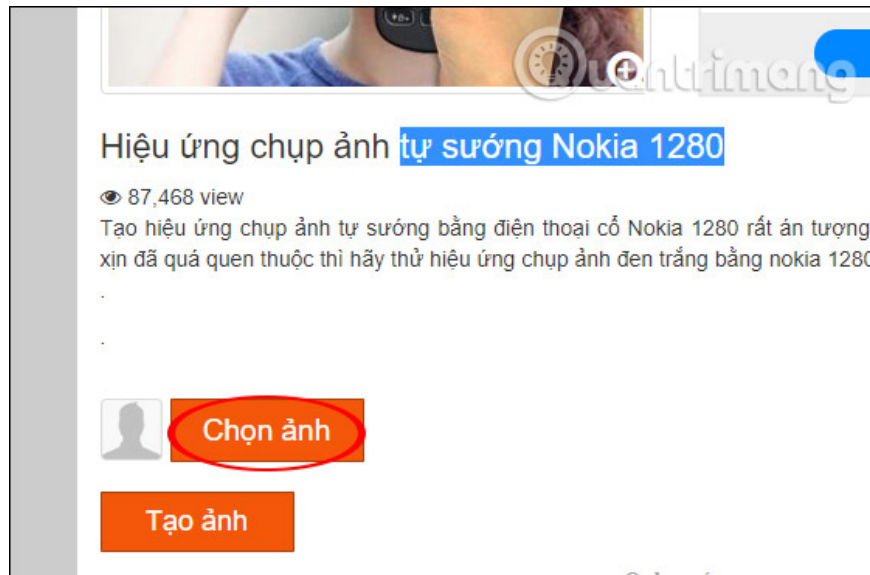 Quantrimang
Hiệu ứng chụp ảnh tự sướng Nokia 1280
87,468 view
Tạo hiệu ứng chụp ảnh tự sướng bằng điện thoại cổ Nokia 1280 rất án tượng
xịn đã quá quen thuộc thì hãy thử hiệu ứng chụp ảnh đen trắng bằng nokia 1280
.
.
Chọn ảnh
Tạo ảnh